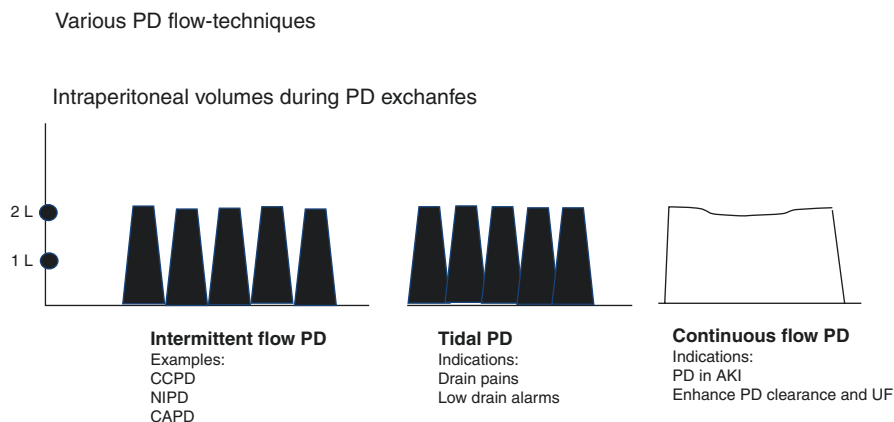 Various PD flow-techniques
Intraperitoneal volumes during PD exchanfes
2 L
1 L
Intermittent flow PD
Examples:
CCPD
NIPD
CAPD
Tidal PD
Indications:
Drain pains
Low drain alarms
Continuous flow PD
Indications:
PD in AKI
Enhance PD clearance and UF